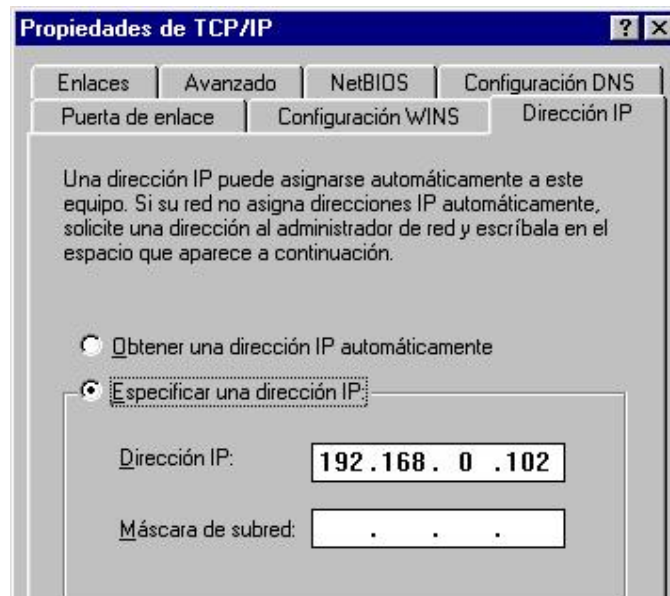 Propiedades de TCP/IP
Enlaces Avanzado NetBIOS Configuración DNS
Puerta de enlace Configuración WINS Dirección IP
Una dirección IP puede asignarse automáticamente a este
equipo. Si su red no asigna direcciones IP automáticamente,
solicite una dirección al administrador de red y escríbala en el
espacio que aparece a continuación.
Obtener una dirección IP automáticamente
Especificar una dirección IP:
Dirección IP: 192.168. 0 .102
Máscara de subred: . . .